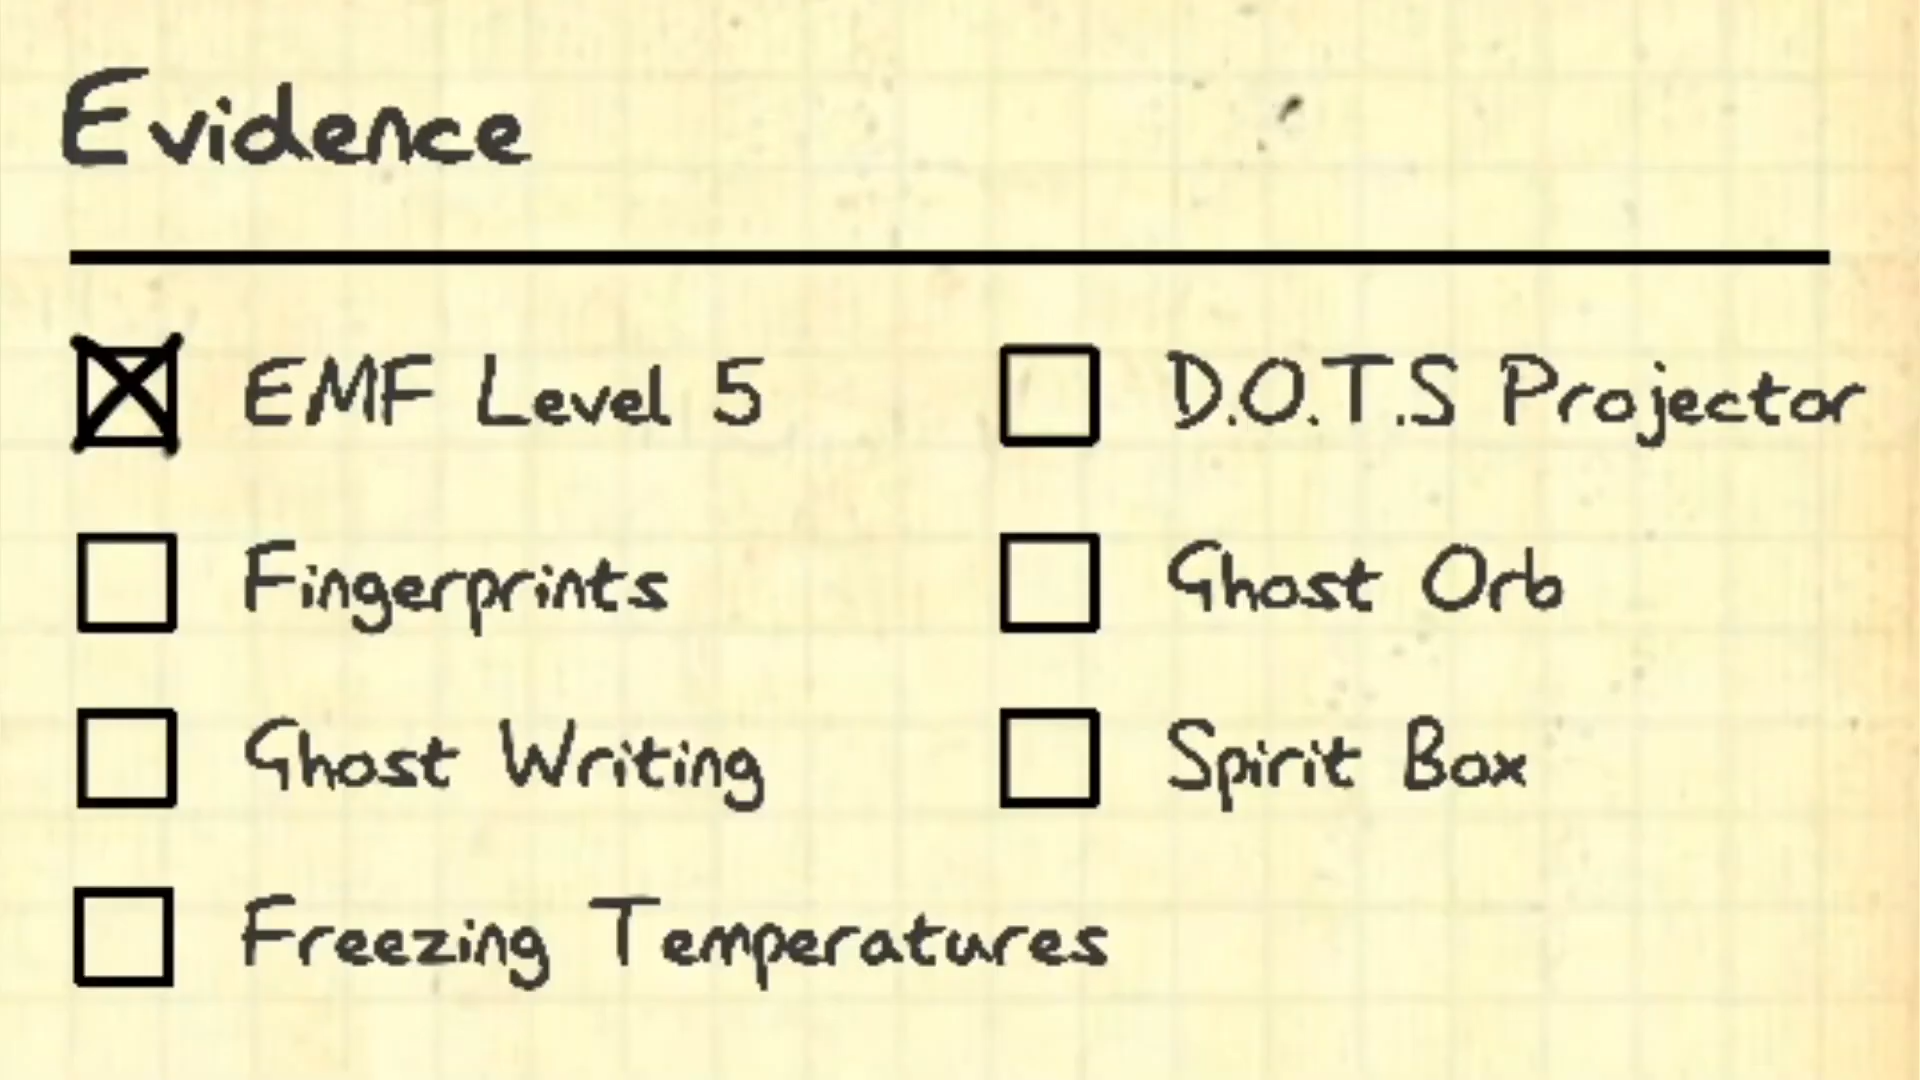 Evidence
EMF Level 5
D.O.T.S Projector
Fingerprints
Ghost Orb
Ghost Writing
Spirit Box
Freezing Temperatures